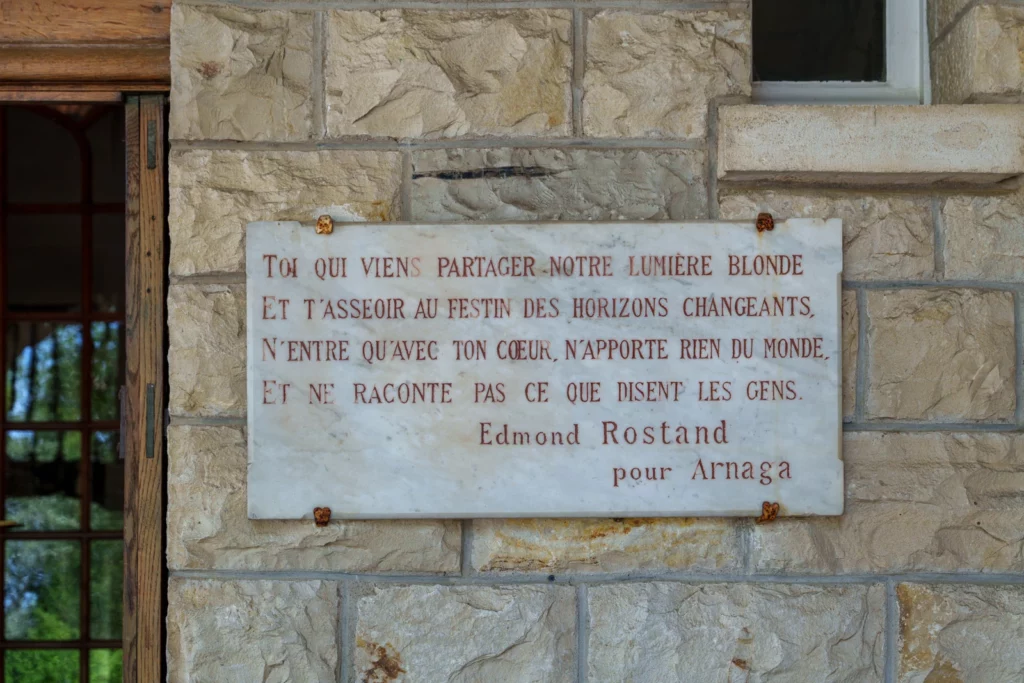 TOI QUI VIENS PARTAGER NOTRE LUMIÈRE BLONDE
ET T'ASSEOIR AU FESTIN DES HORIZONS CHANGEANTS,
N'ENTRE QU'AVEC TON CŒUR, N'APPORTE RIEN DU MONDE,
ET NE RACONTE PAS CE QUE DISENT LES GENS.
Edmond Rostand
pour Arnaga